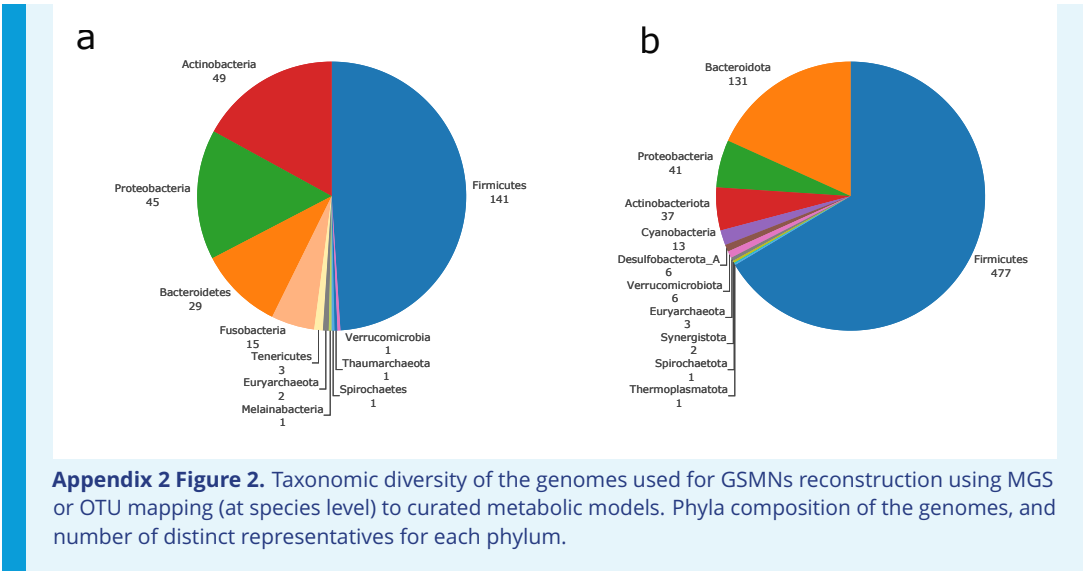 a
Actinobacteria
49
Proteobacteria
45
Firmicutes
141
Bacteroidetes
29
Fusobacteria
15
Tenericutes
3
Euryarchaeota
2
Melainabacteria
1
Verrucomicrobia
1
Thaumarchaeota
1
Spirochaetes
1
b
Bacteroidota
131
Proteobacteria
41
Actinobacteriota
37
Cyanobacteria
13
Desulfobacterota_A
6
Verrucomicrobiota
6
Euryarchaeota
3
Synergistota
2
Spirochaetota
1
Thermoplasmatota
1
Firmicutes
477
Appendix 2 Figure 2. Taxonomic diversity of the genomes used for GSMNs reconstruction using MGS
or OTU mapping (at species level) to curated metabolic models. Phyla composition of the genomes, and
number of distinct representatives for each phylum.